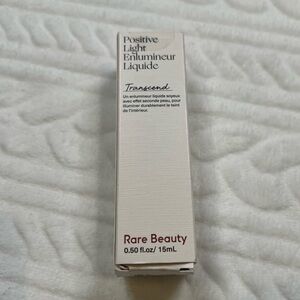 Positive
Light
Enlumineur
Liquide
Transcend
Un enlumineur liquide soyeux
avec effet seconde peau, pour
illuminer durablement le teint
de l'intérieur.
Rare Beauty
0.50 fl.oz/ 15mL